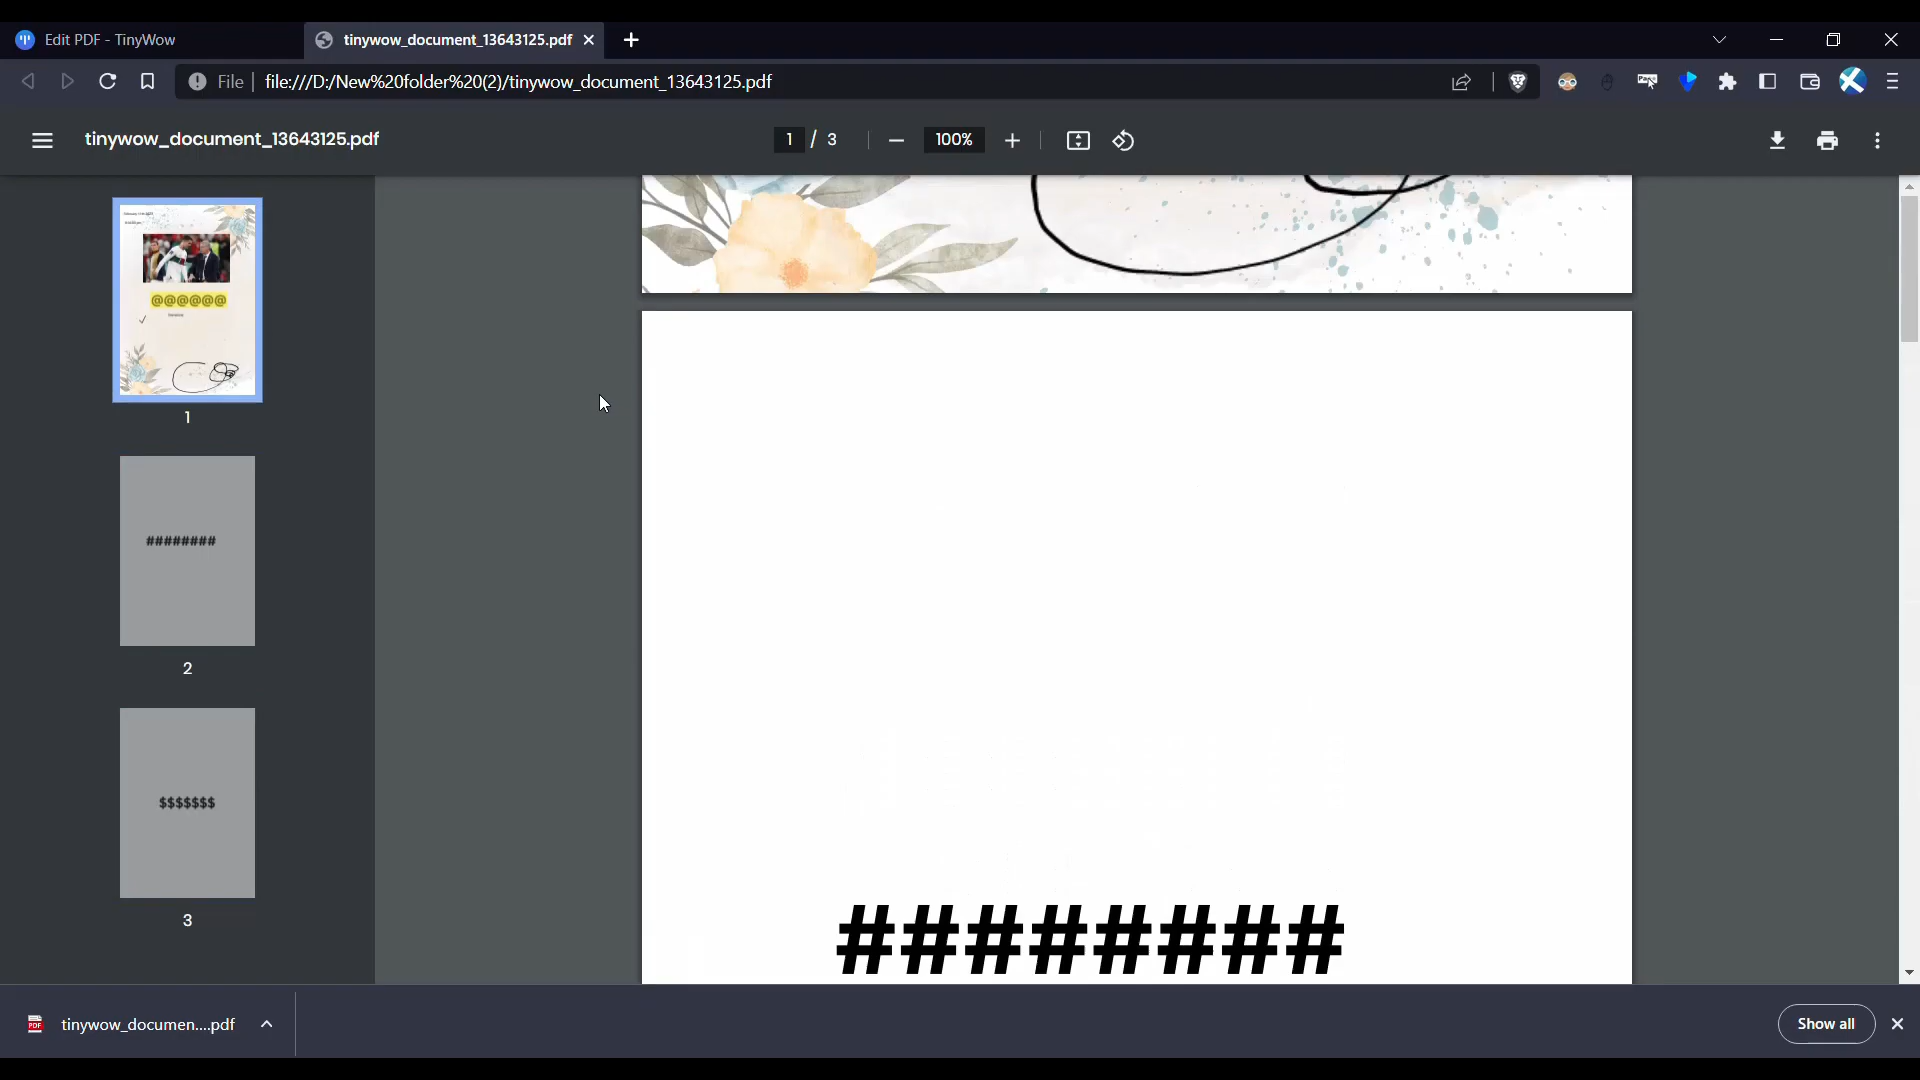 Edit PDF - TinyWow
tinywow_document_13643125.pdf
File
file:///D:/New%20folder%20(2)/tinywow_document_13643125.pdf
tinywow_document_13643125.pdf
1 / 3
100%
@@@@@@
1
########
2
$$$$$$$
3
########
tinywow_documen....pdf
Show all